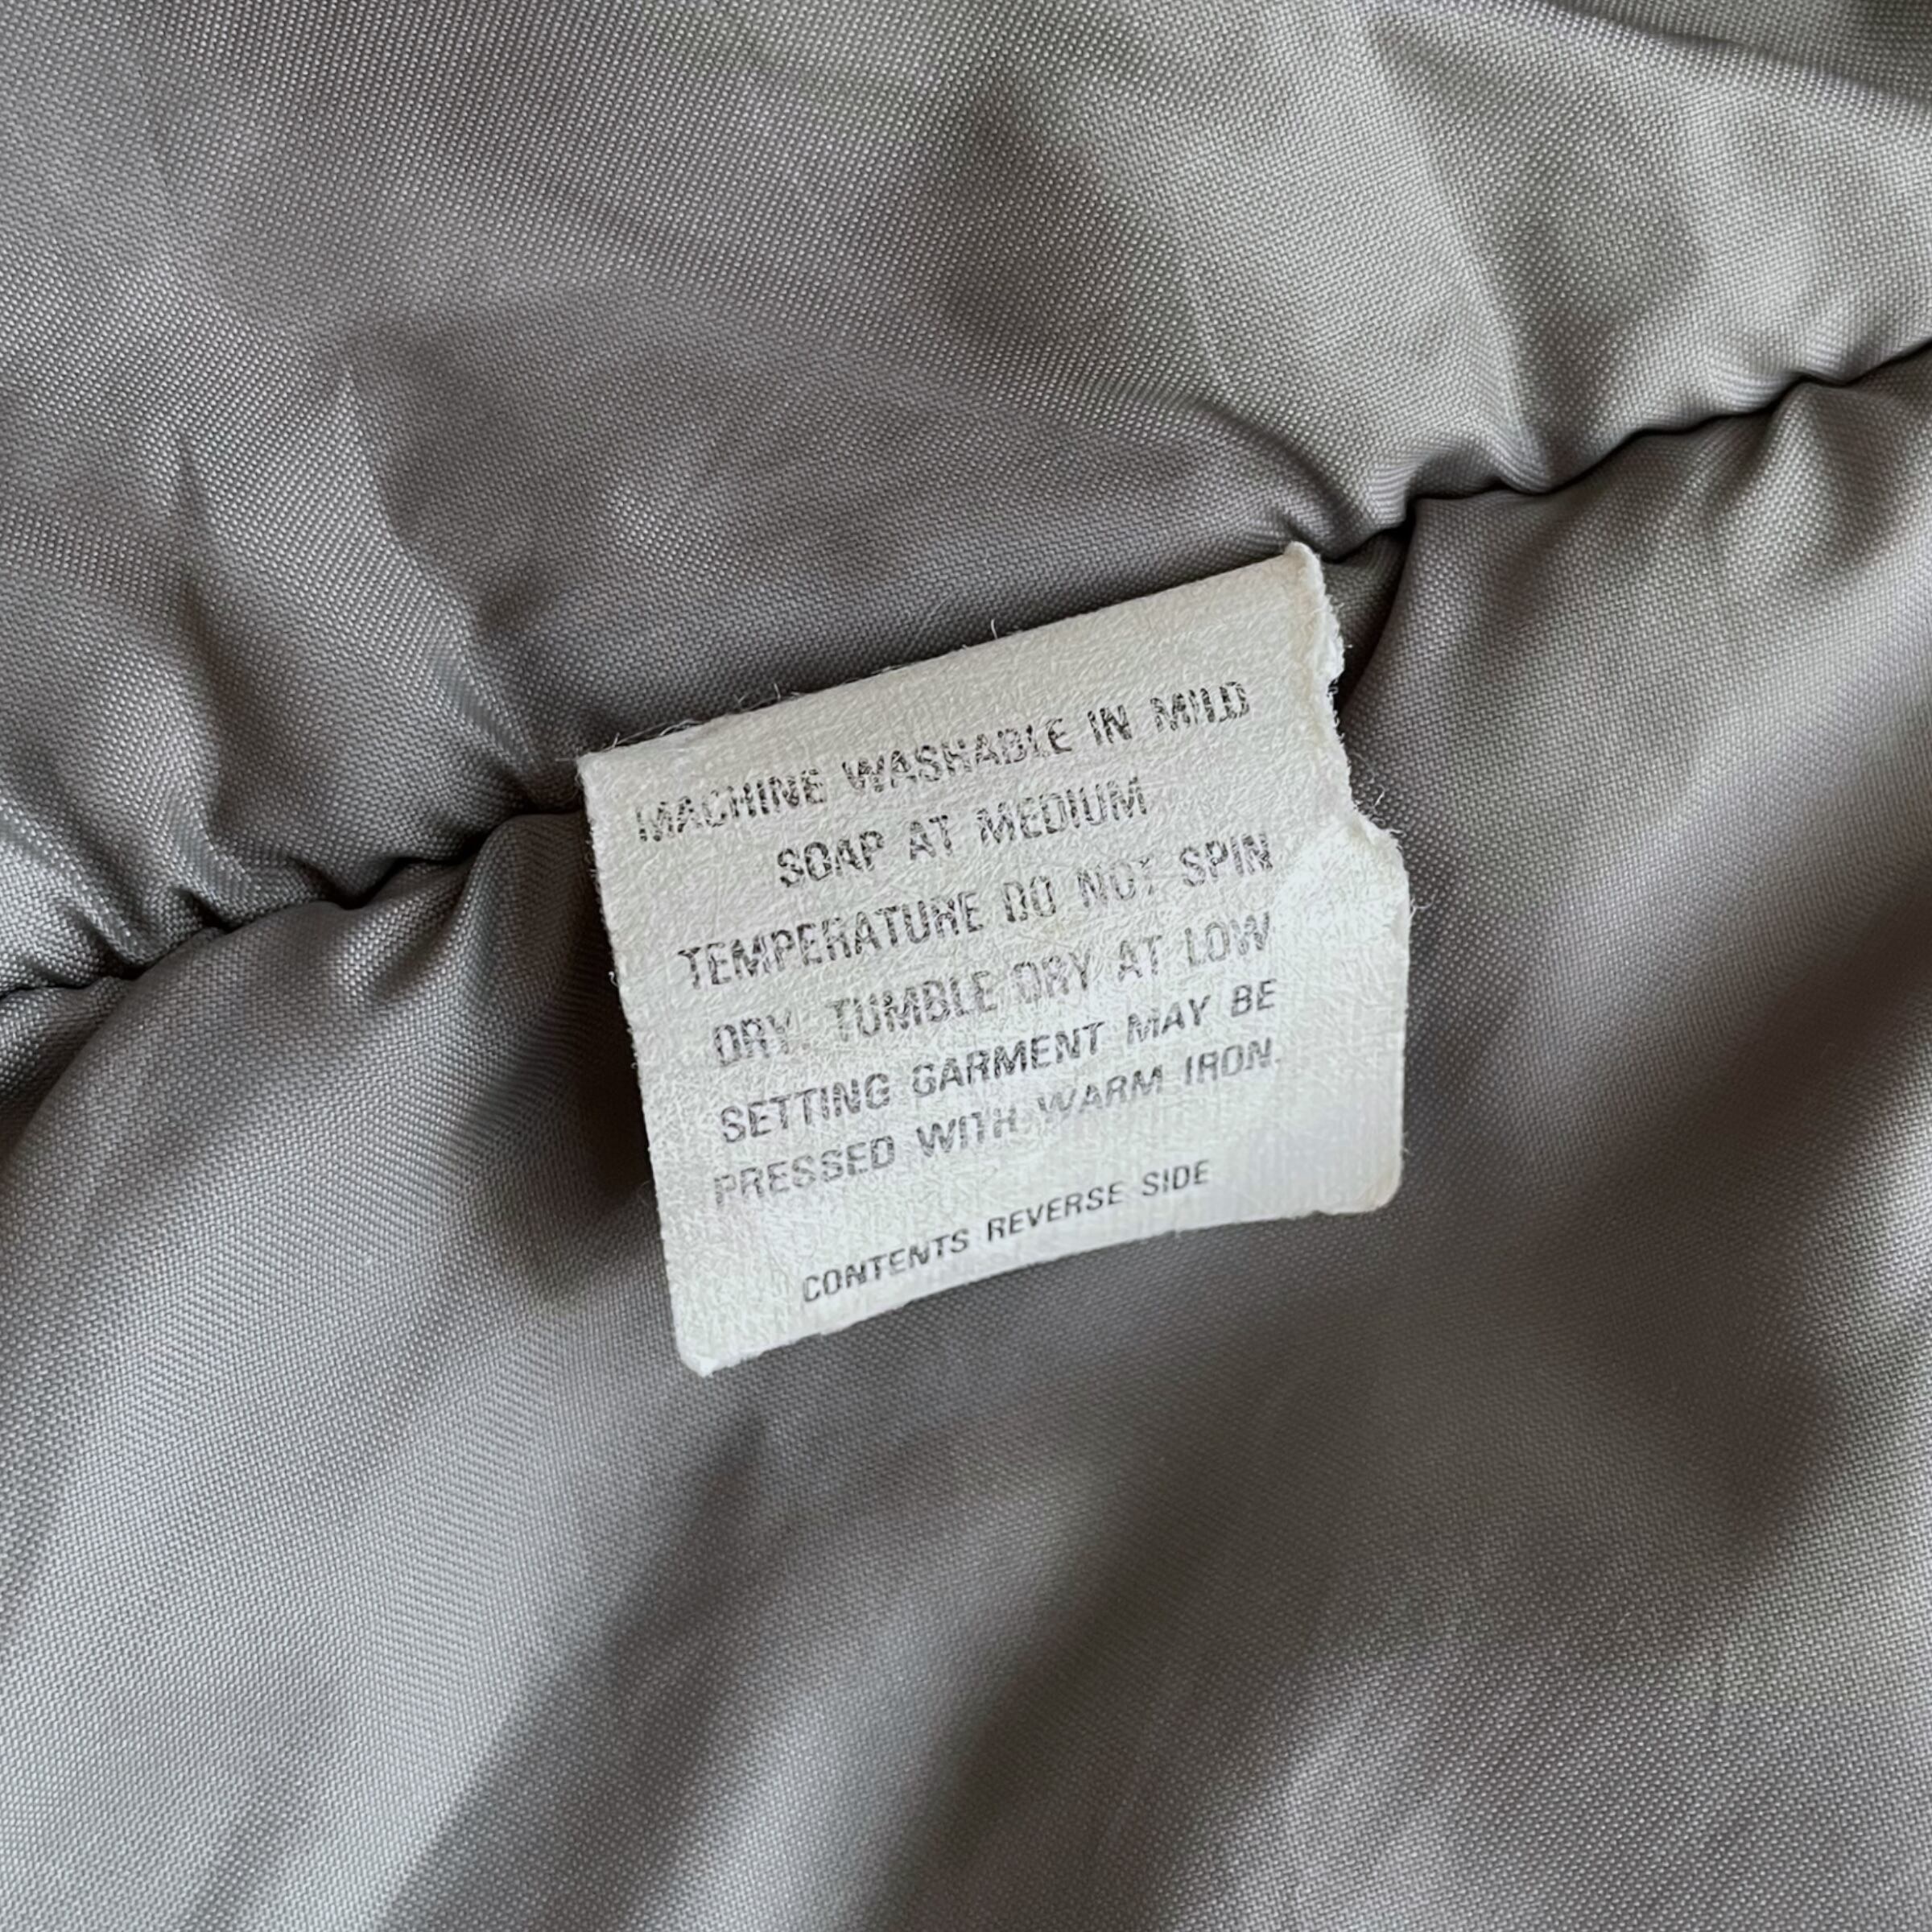 MACHINE WASHABLE IN MILD
SOAP AT MEDIUM
TEMPERATURE DO NOT SPIN
DRY. TUMBLE DRY AT LOW
SETTING GARMENT MAY BE
PRESSED WITH WARM IRON.
CONTENTS REVERSE SIDE